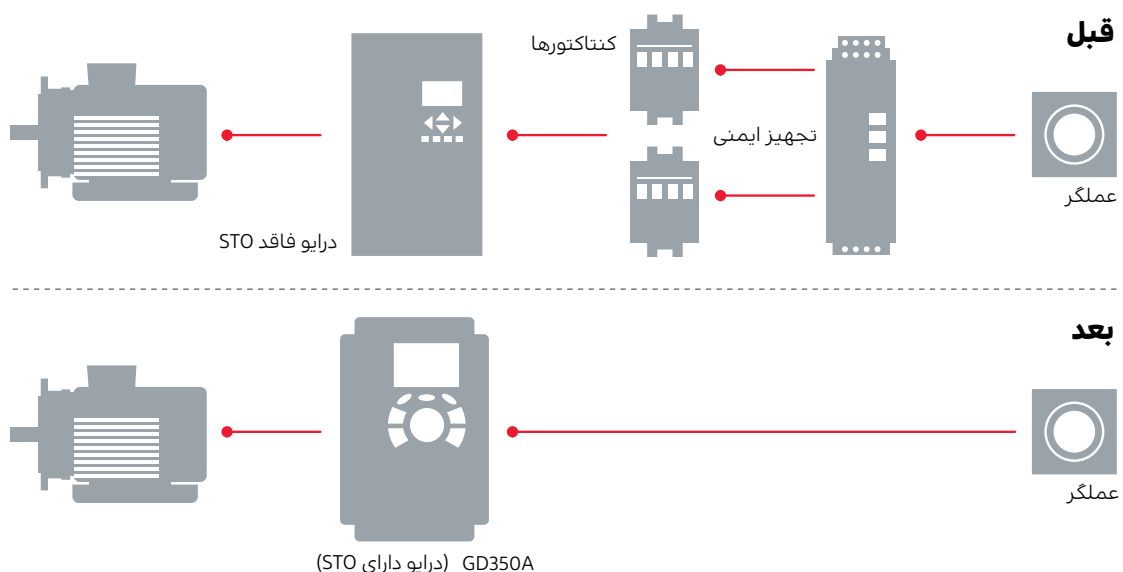 قبل
کنتاکتورها
تجهیز ایمنی
عملگر
درایو فاقد STO
بعد
عملگر
GD350A (درایو دارای STO)